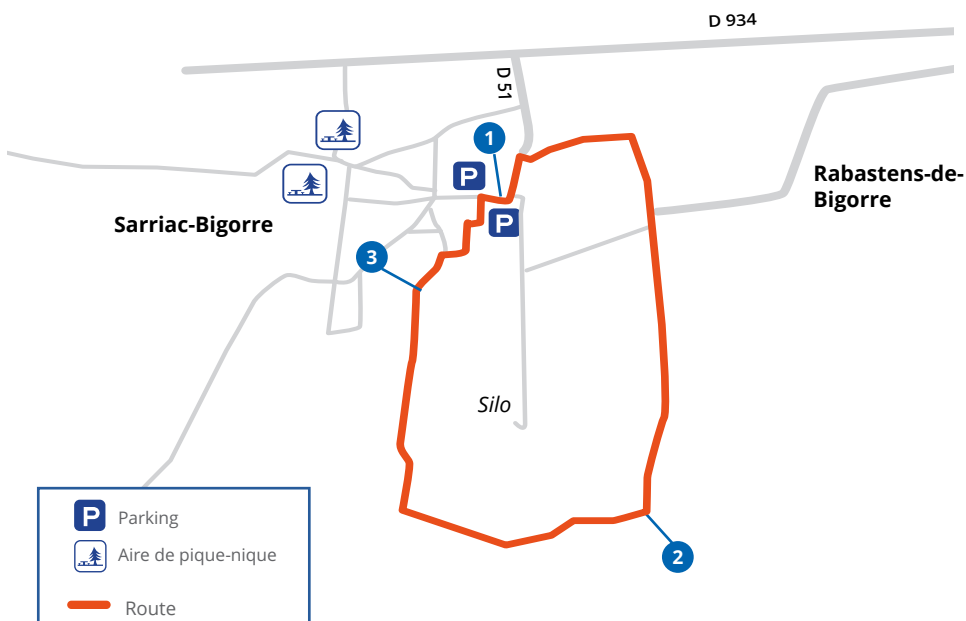 D 934
D 51
1
P
Rabastens-de-
Bigorre
Sarriac-Bigorre
P
3
Silo
P Parking
Aire de pique-nique
2
Route